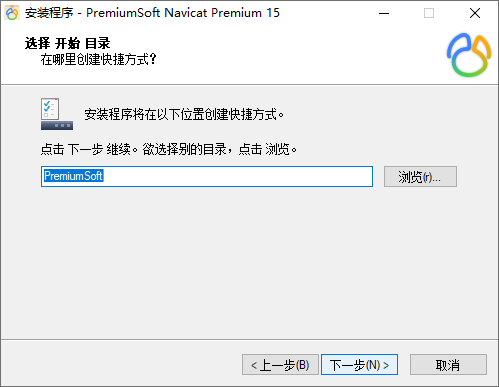 安装程序 - PremiumSoft Navicat Premium 15
选择 开始 目录
在哪里创建快捷方式?
安装程序将在以下位置创建快捷方式。
点击 下一步 继续。欲选择别的目录，点击 浏览。
PremiumSoft
浏览(r)...
< 上一步(B)
下一步(N) >
取消